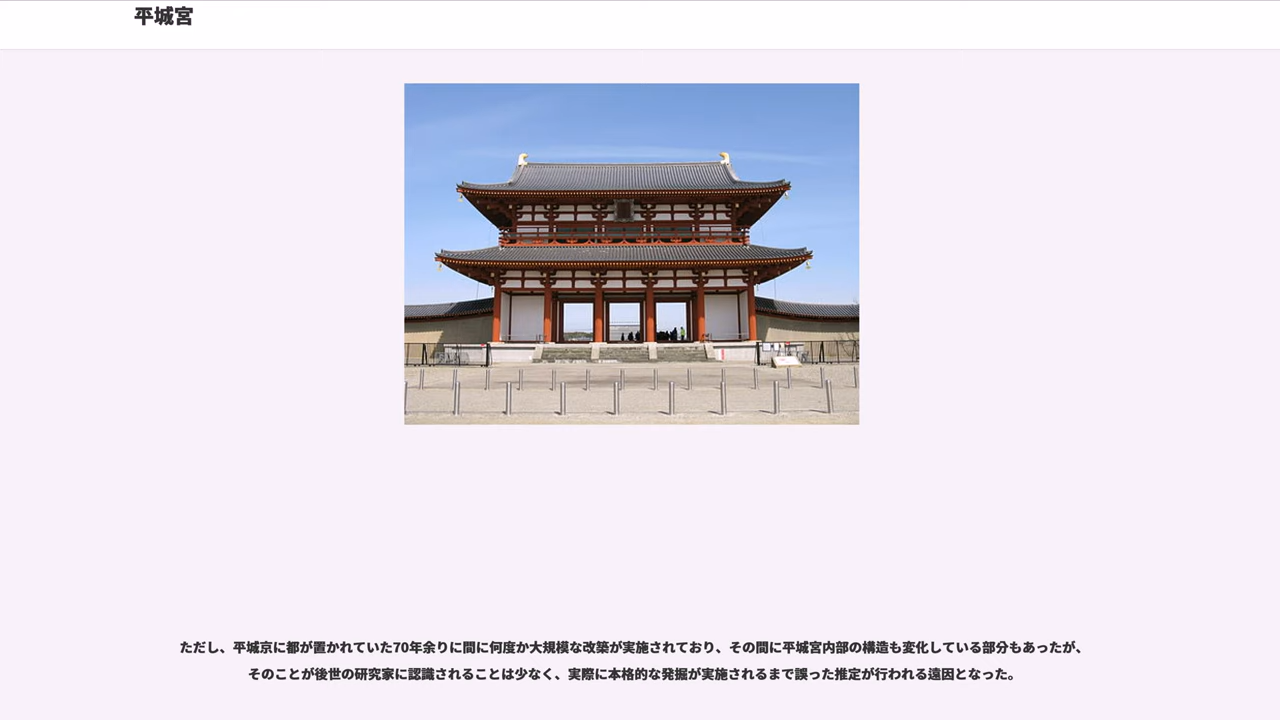 平城宮
ただし、平城京に都が置かれていた70年余りに間に何度か大規模な改築が実施されており、その間に平城宮内部の構造も変化している部分もあったが、
そのことが後世の研究家に認識されることは少なく、実際に本格的な発掘が実施されるまで誤った推定が行われる遠因となった。